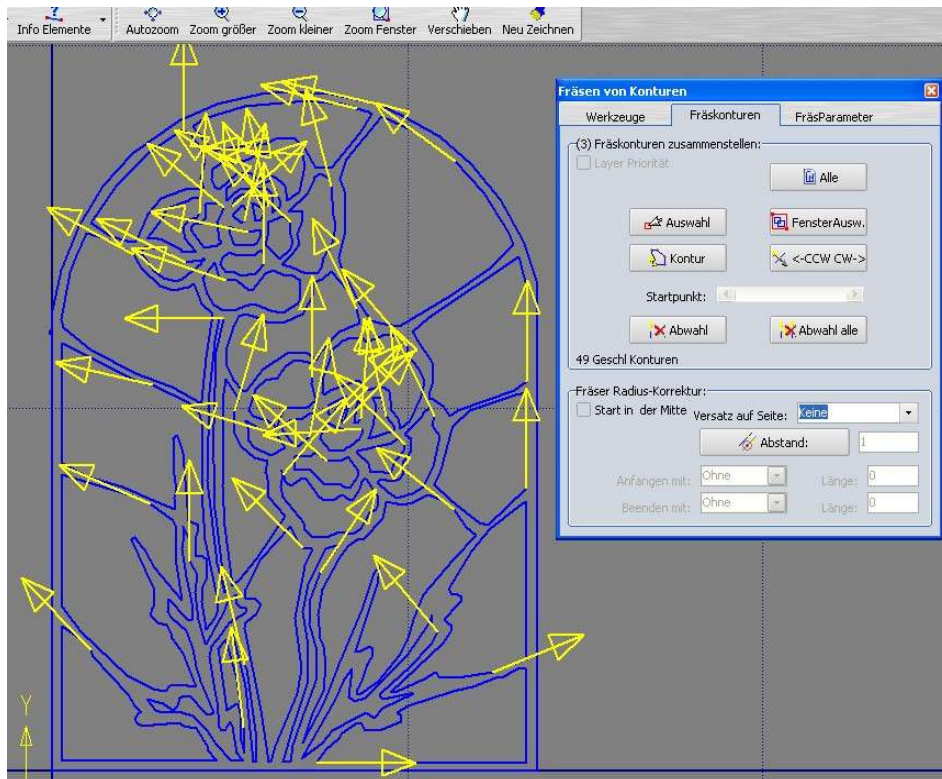 Info Elemente Autozoom Zoom größer Zoom kleiner Zoom Fenster Verschieben Neu Zeichnen
Fräsen von Konturen
Werkzeuge Fräskonturen FräsParameter
(3) Fräskonturen zusammenstellen:
Layer Priorität
Alle
Auswahl FensterAusw.
Kontur <-CCW CW->
Startpunkt:
Abwahl Abwahl alle
49 Geschl Konturen
Fräser Radius-Korrektur:
Start in der Mitte Versatz auf Seite: Keine
Abstand: 1
Anfangen mit: Ohne Länge: 0
Beenden mit: Ohne Länge: 0
Y